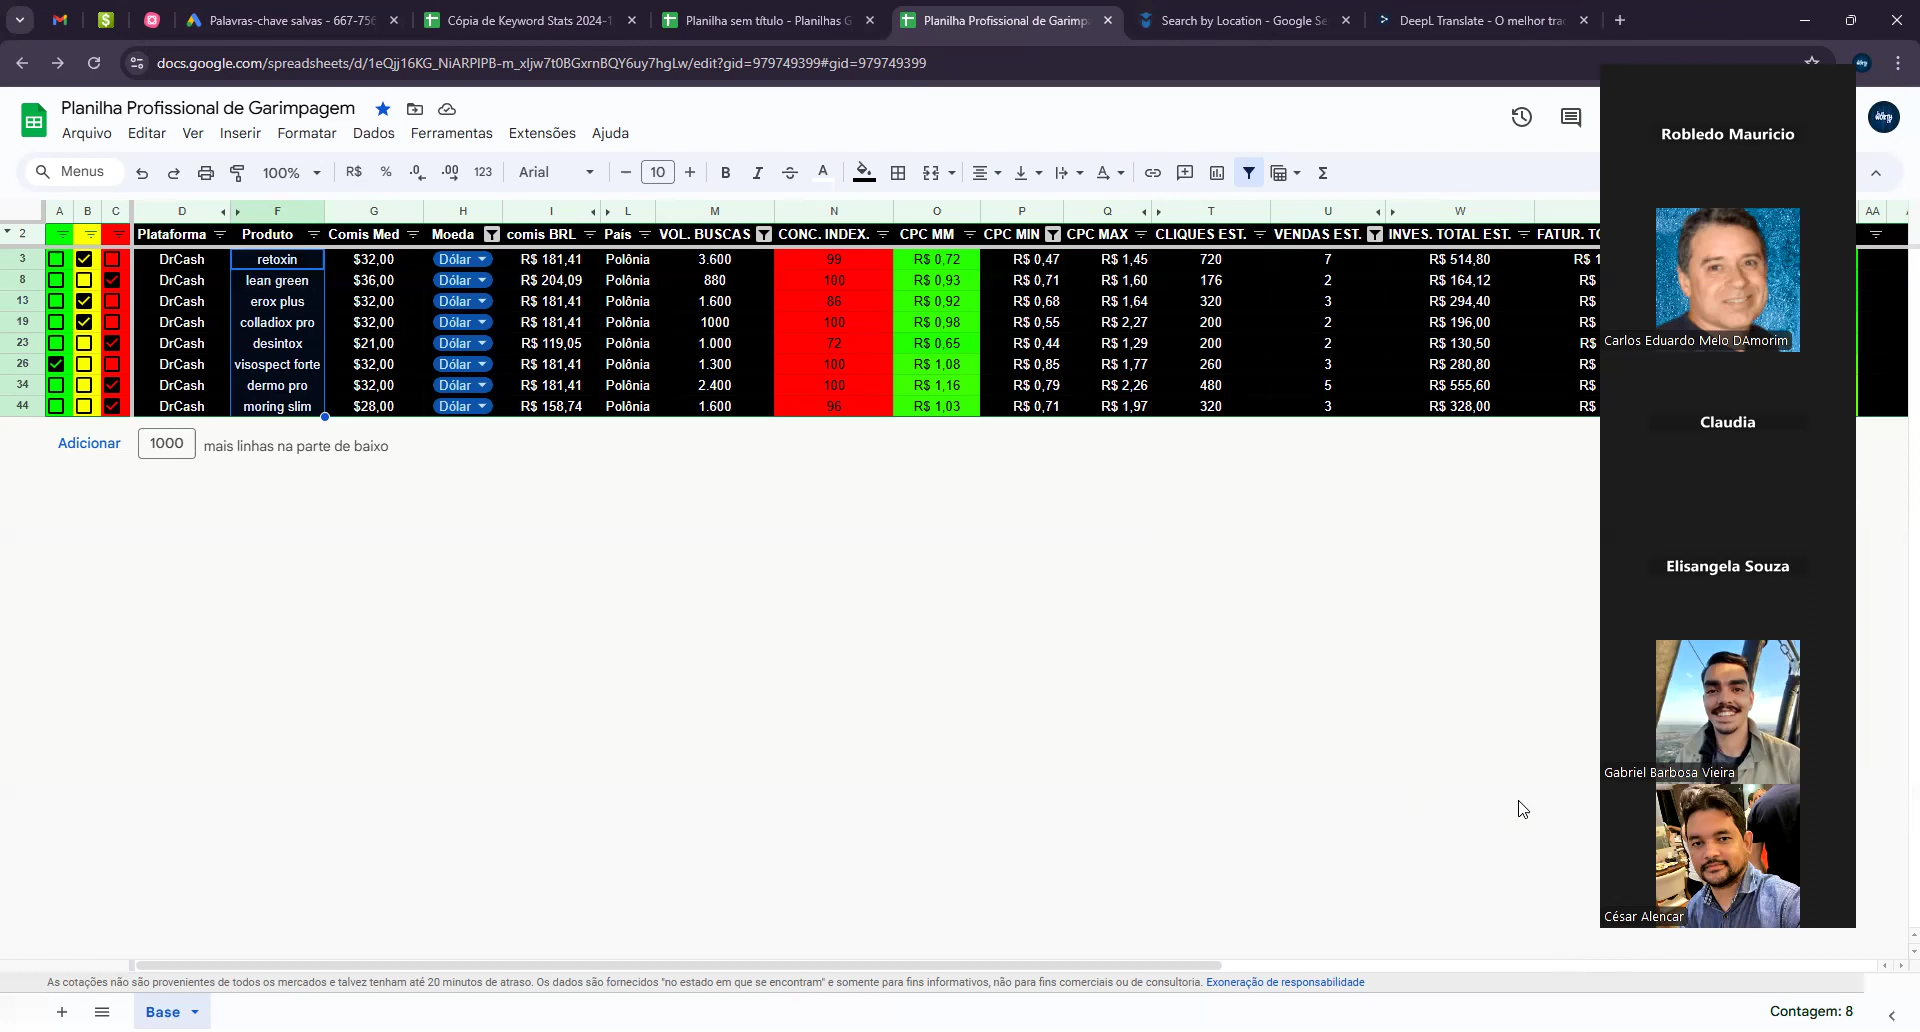 Palavras-chave salvas - 667-756
Cópia de Keyword Stats 2024-1
Planilha sem título - Planilhas G
Planilha Profissional de Garimp
Search by Location - Google Se
DeepL Translate - O melhor tra
docs.google.com/spreadsheets/d/1eQjj16KG_NiARPIPB-m_xljw7t0BGxrnBQY6uy7hgLw/edit?gid=979749399#gid=979749399
Planilha Profissional de Garimpagem
Arquivo Editar Ver Inserir Formatar Dados Ferramentas Extensões Ajuda
Menus 100% R$ % .0 .00 123 Arial 10 B I A
A B C D F G H I L M N O P Q T U W AA
2 Plataforma Produto Comis Med Moeda comis BRL País VOL. BUSCAS CONC. INDEX. CPC MM CPC MIN CPC MAX CLIQUES EST. VENDAS EST. INVES. TOTAL EST. FATUR. TO
3 DrCash retoxin $32,00 Dólar R$ 181,41 Polônia 3.600 99 R$ 0,72 R$ 0,47 R$ 1,45 720 7 R$ 514,80 R$ 1
8 DrCash lean green $36,00 Dólar R$ 204,09 Polônia 880 100 R$ 0,93 R$ 0,71 R$ 1,60 176 2 R$ 164,12 R$
13 DrCash erox plus $32,00 Dólar R$ 181,41 Polônia 1.600 86 R$ 0,92 R$ 0,68 R$ 1,64 320 3 R$ 294,40 R$
19 DrCash colladiox pro $32,00 Dólar R$ 181,41 Polônia 1000 100 R$ 0,98 R$ 0,55 R$ 2,27 200 2 R$ 196,00 R$
23 DrCash desintox $21,00 Dólar R$ 119,05 Polônia 1.000 72 R$ 0,65 R$ 0,44 R$ 1,29 200 2 R$ 130,50 R$
26 DrCash visospect forte $32,00 Dólar R$ 181,41 Polônia 1.300 100 R$ 1,08 R$ 0,85 R$ 1,77 260 3 R$ 280,80 R$
34 DrCash dermo pro $32,00 Dólar R$ 181,41 Polônia 2.400 100 R$ 1,16 R$ 0,79 R$ 2,26 480 5 R$ 555,60 R$
44 DrCash moring slim $28,00 Dólar R$ 158,74 Polônia 1.600 96 R$ 1,03 R$ 0,71 R$ 1,97 320 3 R$ 328,00 R$
Adicionar 1000 mais linhas na parte de baixo
Robledo Mauricio
Carlos Eduardo Melo DAmorim
Claudia
Elisangela Souza
Gabriel Barbosa Vieira
César Alencar
As cotações não são provenientes de todos os mercados e talvez tenham até 20 minutos de atraso. Os dados são fornecidos "no estado em que se encontram" e somente para fins informativos, não para fins comerciais ou de consultoria. Exoneração de responsabilidade
Base
Contagem: 8